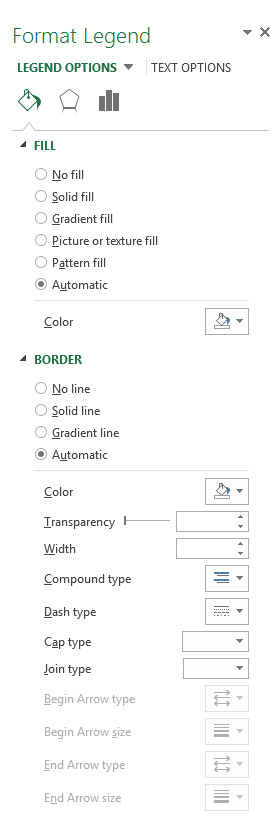 Format Legend
LEGEND OPTIONS TEXT OPTIONS
FILL
No fill
Solid fill
Gradient fill
Picture or texture fill
Pattern fill
Automatic
Color
BORDER
No line
Solid line
Gradient line
Automatic
Color
Transparency
Width
Compound type
Dash type
Cap type
Join type
Begin Arrow type
Begin Arrow size
End Arrow type
End Arrow size